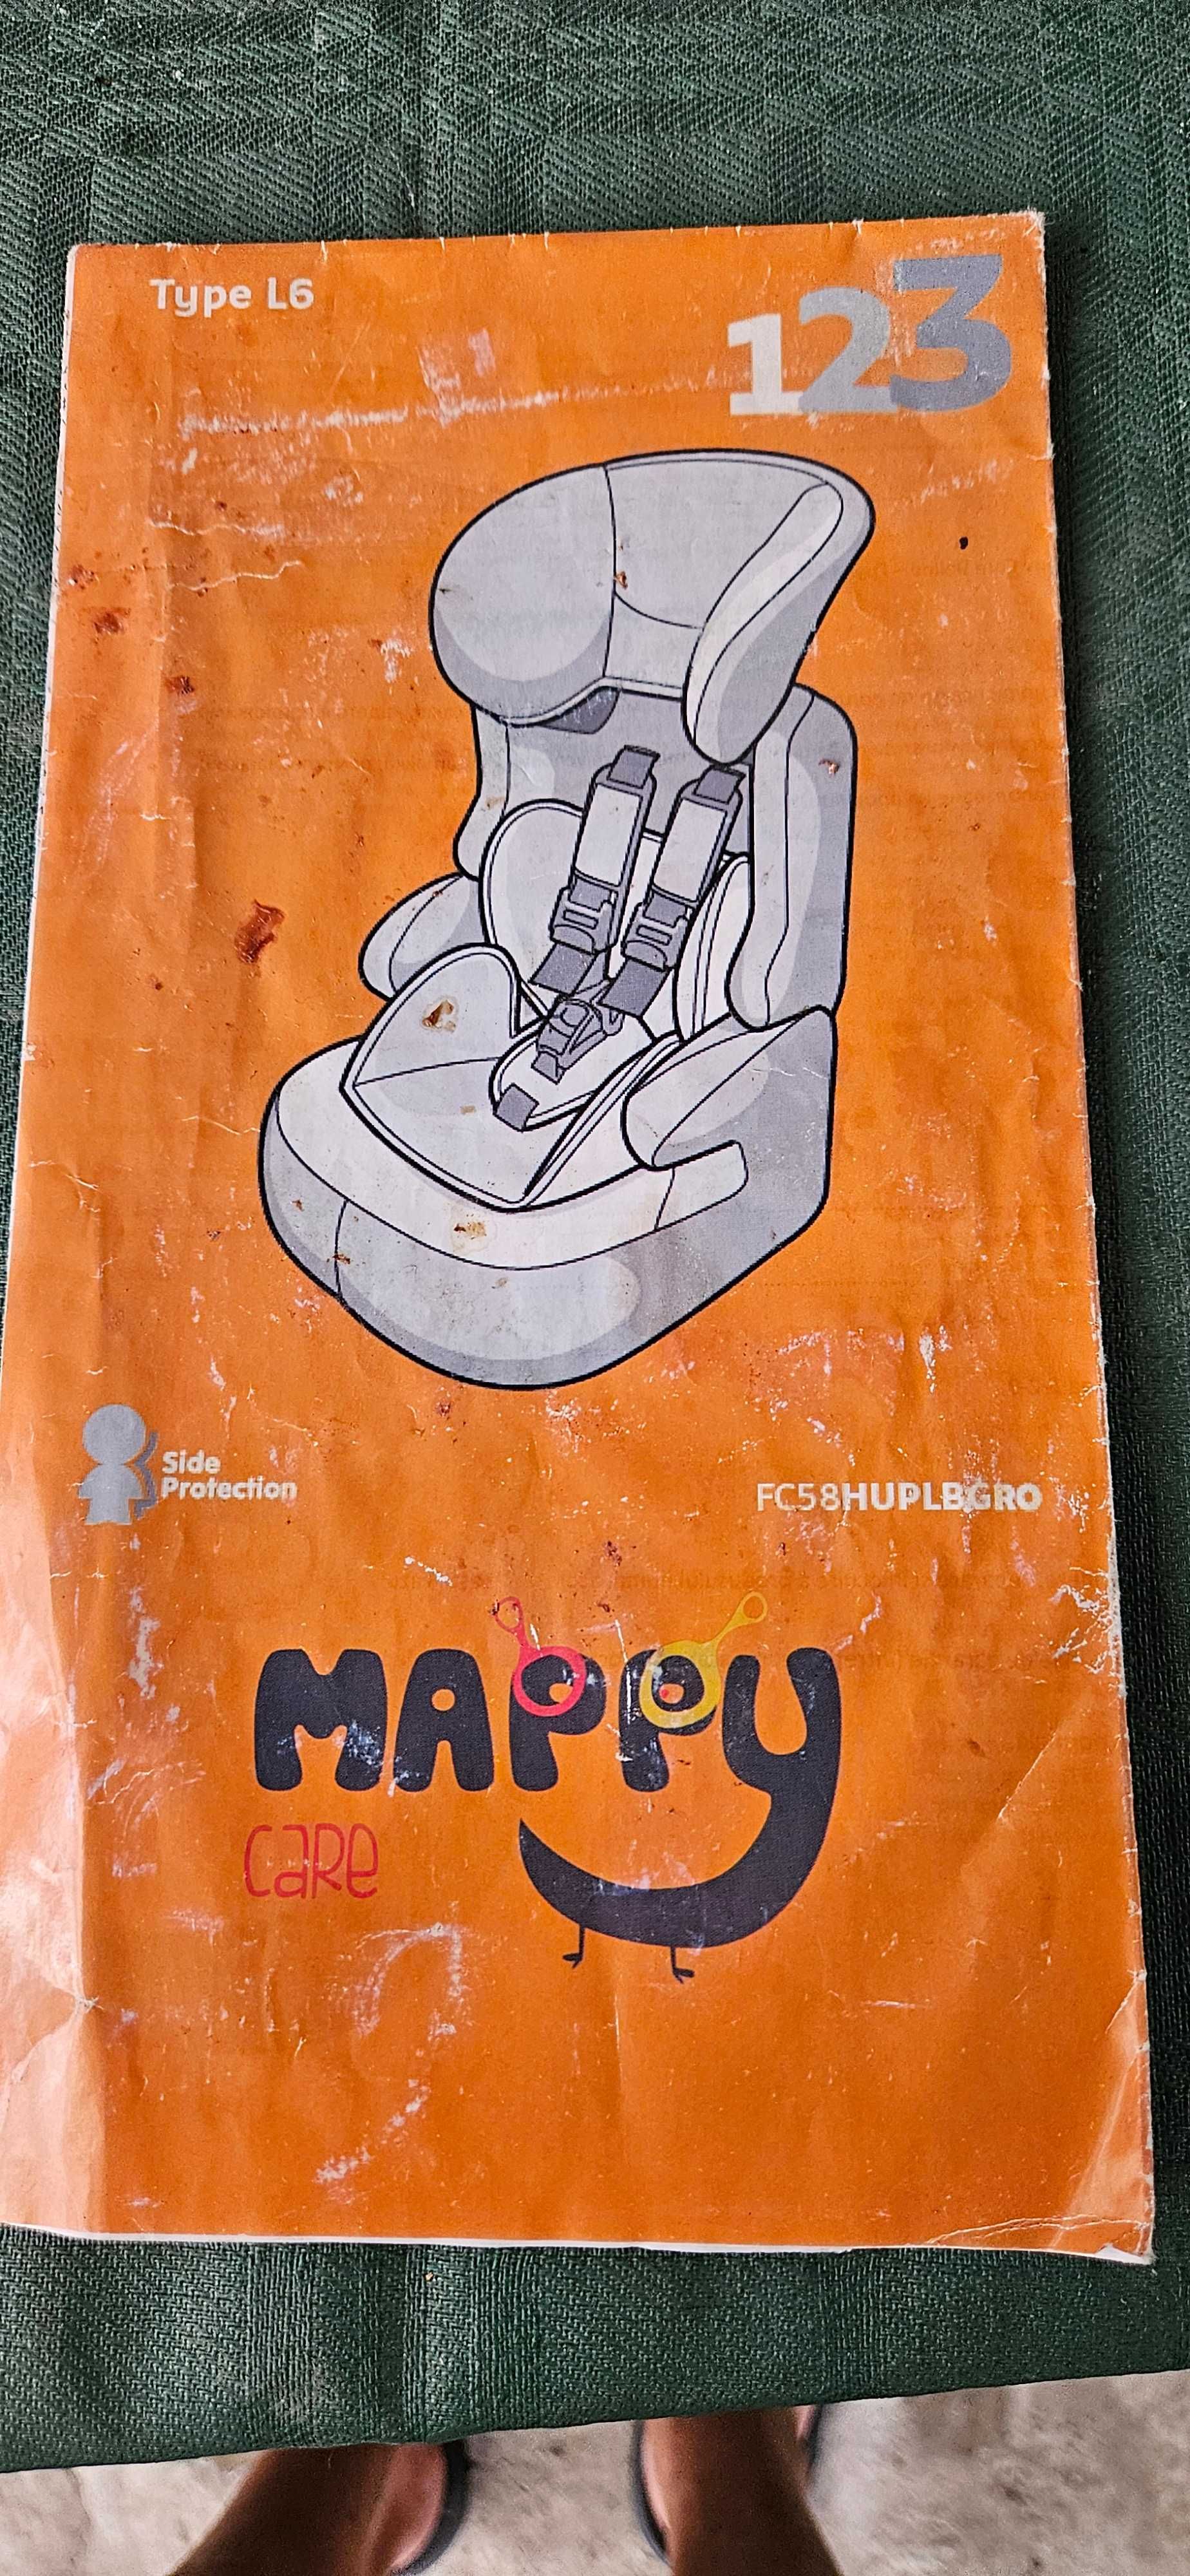 Type L6
123
Side
Protection
FC58HUPLBGRO
MAPPY
CARE